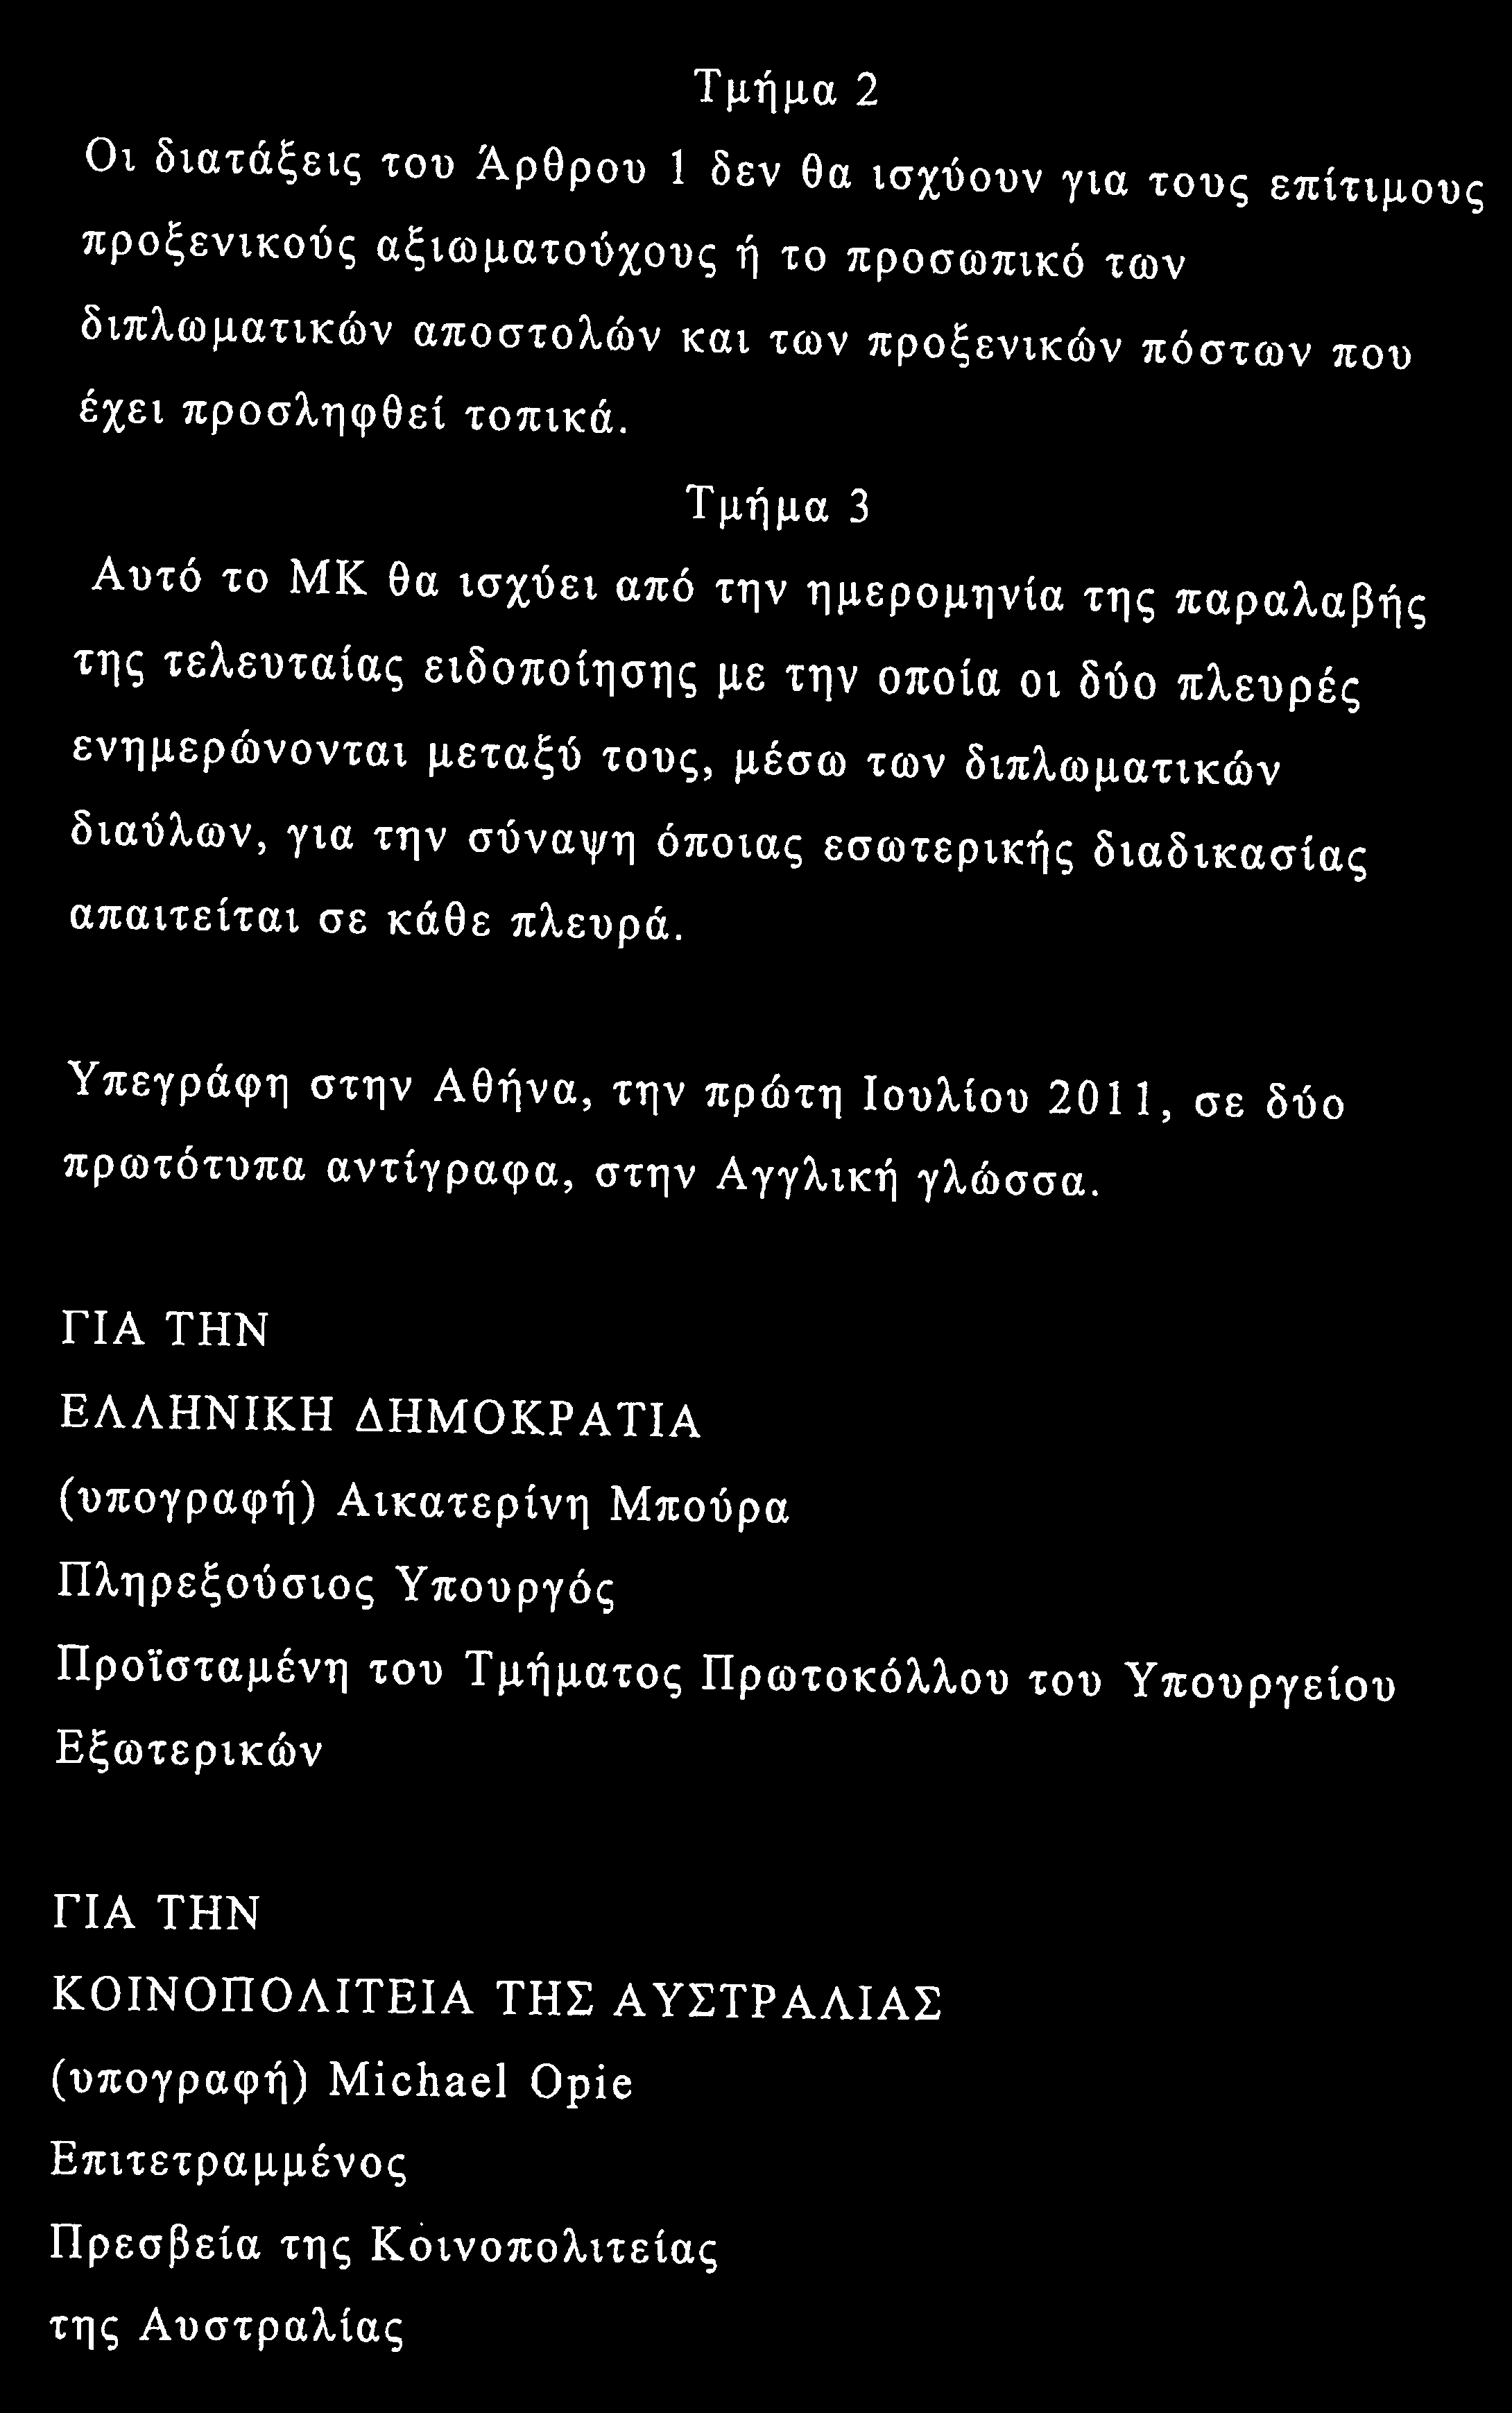 Τμήμα 2
Οι διατάξεις του Άρθρου 1 δεν θα ισχύουν για τους επίτιμους
προξενικούς αξιωματούχους ή το προσωπικό των
διπλωματικών αποστολών και των προξενικών πόστων που
έχει προσληφθεί τοπικά.
Τμήμα 3
Αυτό το ΜΚ θα ισχύει από την ημερομηνία της παραλαβής
της τελευταίας ειδοποίησης με την οποία οι δύο πλευρές
ενημερώνονται μεταξύ τους, μέσω των διπλωματικών
διαύλων, για την σύναψη όποιας εσωτερικής διαδικασίας
απαιτείται σε κάθε πλευρά.
Υπεγράφη στην Αθήνα, την πρώτη Ιουλίου 2011, σε δύο
πρωτότυπα αντίγραφα, στην Αγγλική γλώσσα.
ΓΙΑ ΤΗΝ
ΕΛΛΗΝΙΚΗ ΔΗΜΟΚΡΑΤΙΑ
(υπογραφή) Αικατερίνη Μπούρα
Πληρεξούσιος Υπουργός
Προϊσταμένη του Τμήματος Πρωτοκόλλου του Υπουργείου
Εξωτερικών
ΓΙΑ ΤΗΝ
ΚΟΙΝΟΠΟΛΙΤΕΙΑ ΤΗΣ ΑΥΣΤΡΑΛΙΑΣ
(υπογραφή) Michael Opie
Επιτετραμμένος
Πρεσβεία της Κοινοπολιτείας
της Αυστραλίας